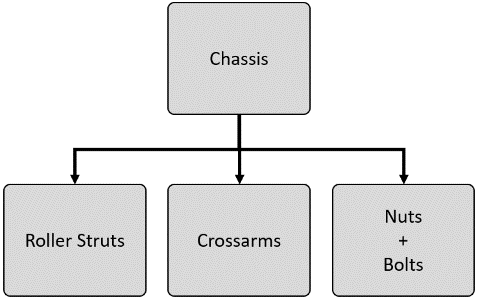 Chassis
Roller Struts
Crossarms
Nuts
+
Bolts